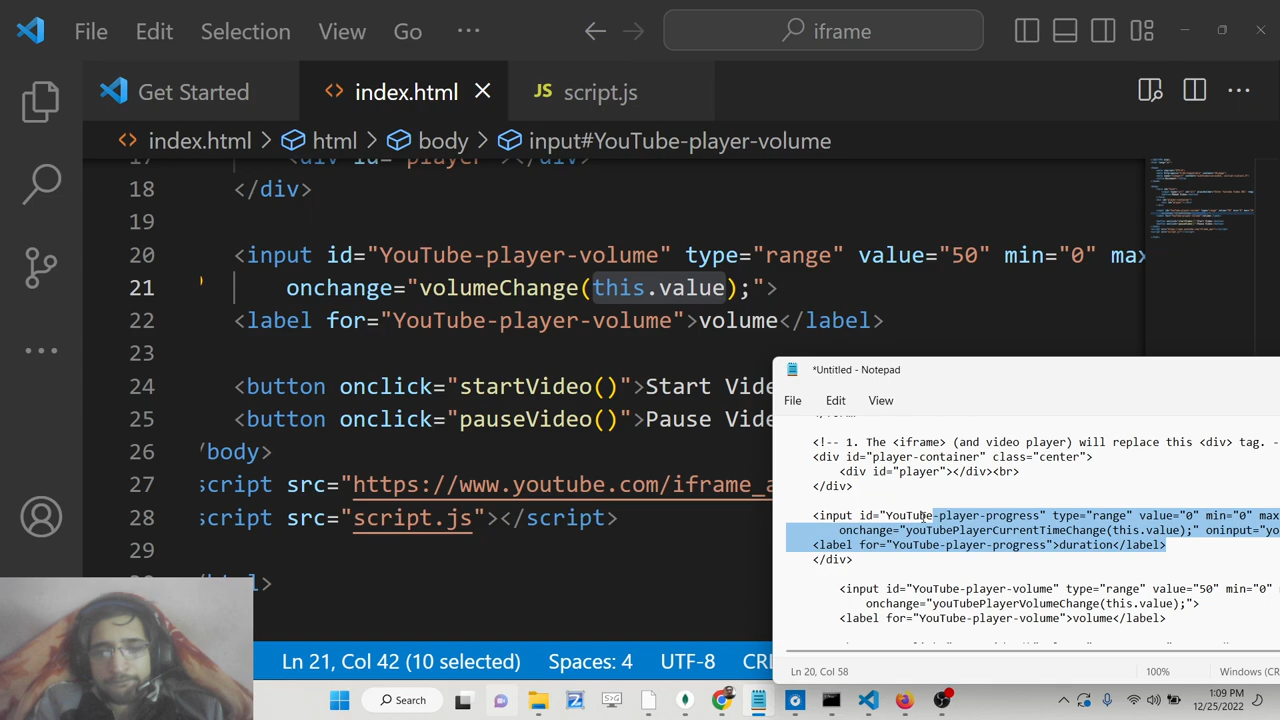 File Edit Selection View Go ··· iframe
Get Started index.html JS script.js
index.html > html > body > input#YouTube-player-volume
17 <div id="player"></div>
18 </div>
19
20 <input id="YouTube-player-volume" type="range" value="50" min="0" max
21 onchange="volumeChange(this.value);">
22 <label for="YouTube-player-volume">volume</label>
23
24 <button onclick="startVideo()">Start Vide
25 <button onclick="pauseVideo()">Pause Vide
26 /body>
27 script src="https://www.youtube.com/iframe_a
28 script src="script.js"></script>
29
Ln 21, Col 42 (10 selected) Spaces: 4 UTF-8 CR
*Untitled - Notepad
File Edit View
<!-- 1. The <iframe> (and video player) will replace this <div> tag. -
<div id="player-container" class="center">
<div id="player"></div><br>
</div>
<input id="YouTube-player-progress" type="range" value="0" min="0" max
onchange="youTubePlayerCurrentTimeChange(this.value);" oninput="yo
<label for="YouTube-player-progress">duration</label>
</div>
<input id="YouTube-player-volume" type="range" value="50" min="0"
onchange="youTubePlayerVolumeChange(this.value);">
<label for="YouTube-player-volume">volume</label>
Ln 20, Col 58 100% Windows (CR
Search
1:09 PM
12/25/2022